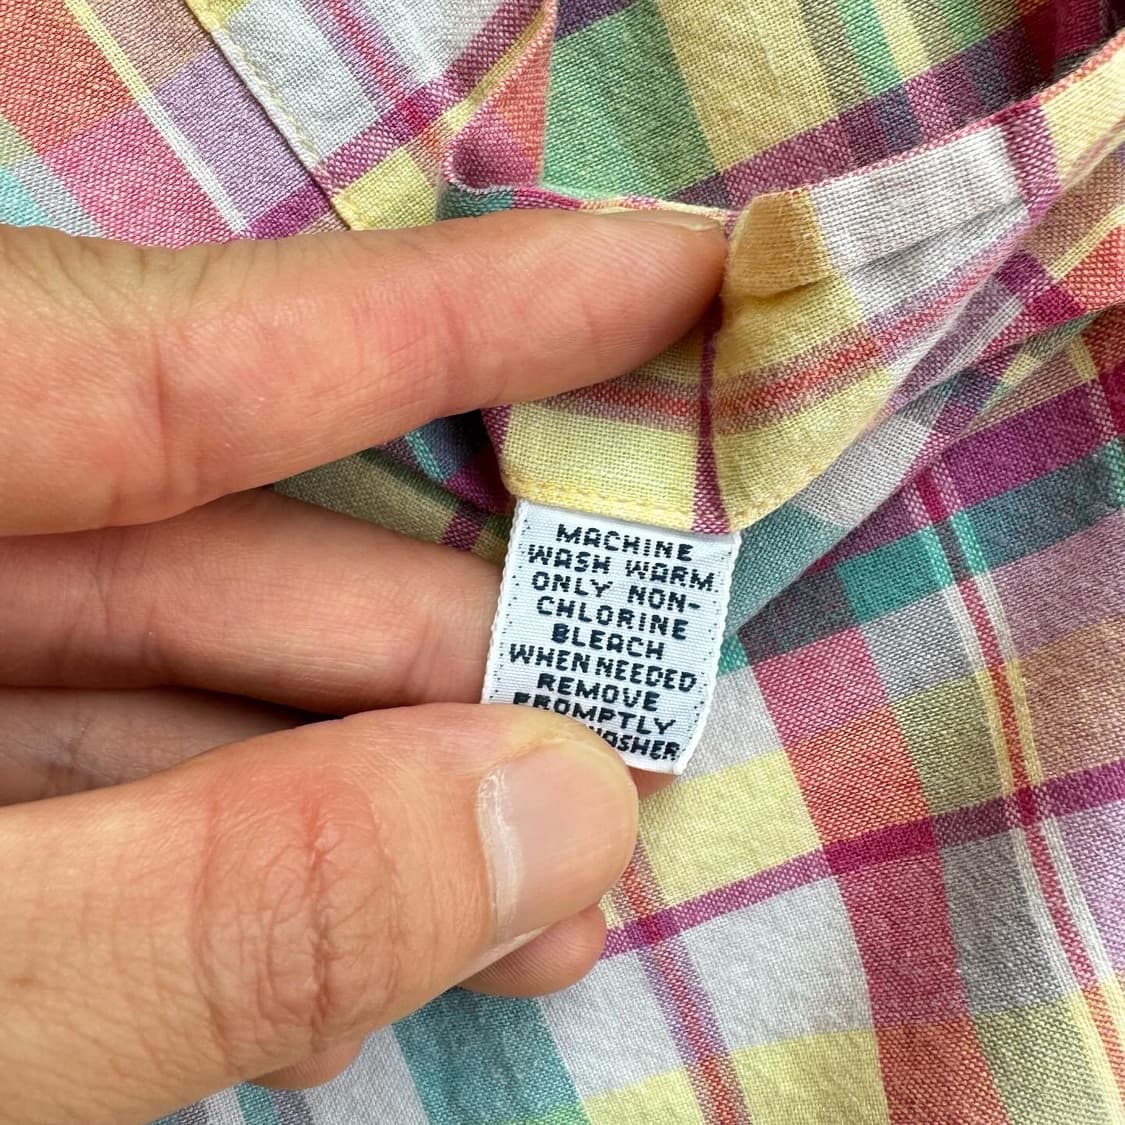 MACHINE
WASH WARM
ONLY NON-
CHLORINE
BLEACH
WHEN NEEDED
REMOVE
PROMPTLY
WASHER